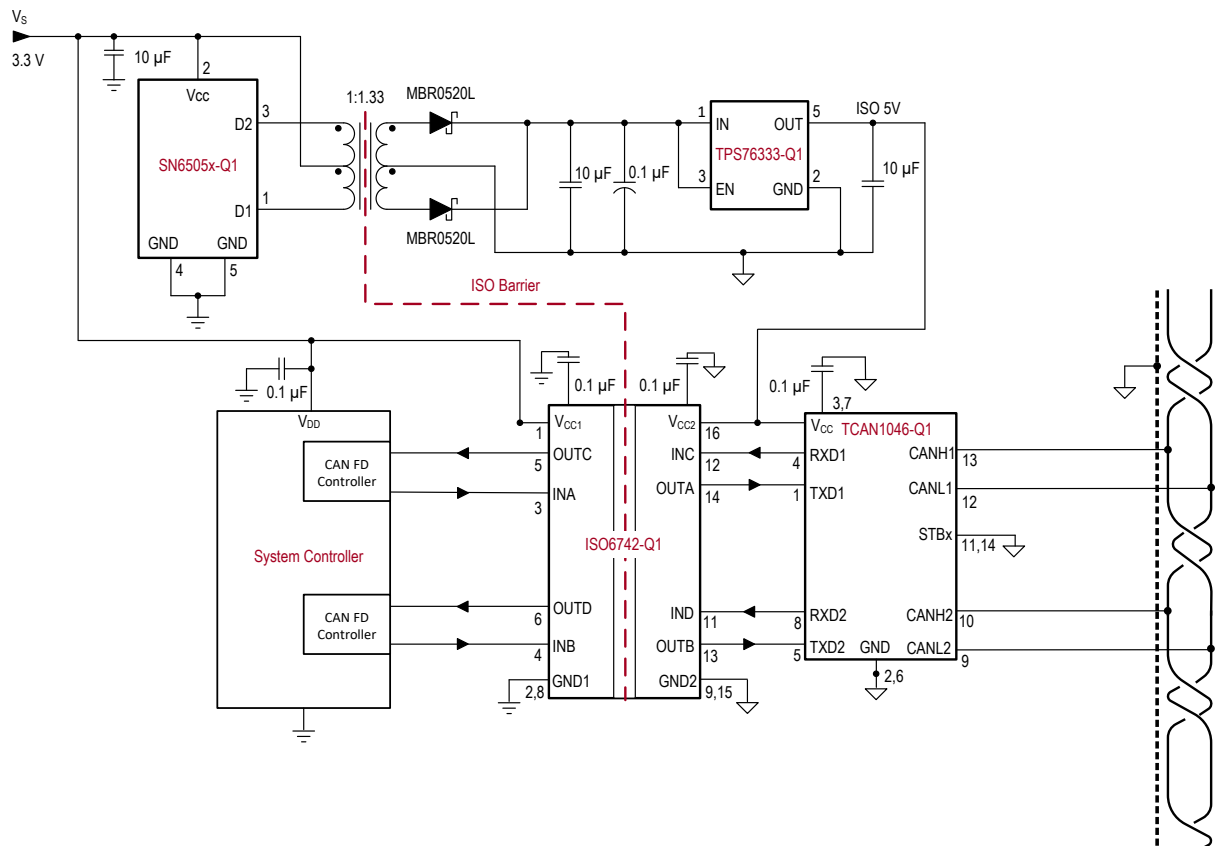 VS
3.3 V
10 µF
2
Vcc
D2
3
SN6505x-Q1
D1
1
GND
GND
4
5
1:1.33
MBR0520L
MBR0520L
10 µF
0.1 µF
1
IN
OUT
5
TPS76333-Q1
3
EN
GND
2
ISO 5V
10 µF
ISO Barrier
0.1 µF
VDD
CAN FD
Controller
System Controller
CAN FD
Controller
0.1 µF
0.1 µF
VCC1
1
OUTC
5
INA
3
OUTD
6
INB
4
GND1
2,8
ISO6742-Q1
VCC2
16
INC
12
OUTA
14
IND
11
OUTB
13
GND2
9,15
0.1 µF
3,7
VCC
TCAN1046-Q1
RXD1
4
TXD1
1
RXD2
8
TXD2
5
GND
2,6
CANH1
13
CANL1
12
STBx
11,14
CANH2
10
CANL2
9